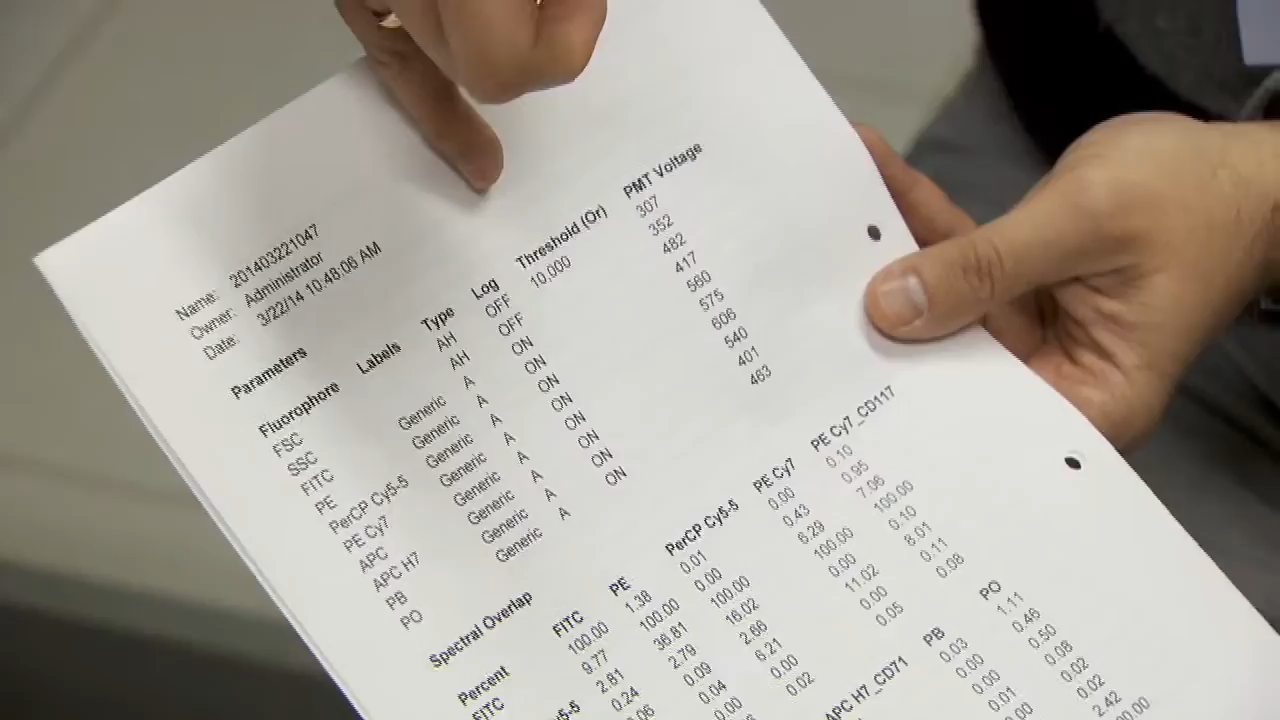 Name: 201403221047
Owner: Administrator
Date: 3/22/14 10:48:06 AM
Parameters
Fluorophore Labels Type Log Threshold (Or) PMT Voltage
FSC AH OFF 10,000 307
SSC AH OFF 352
FITC Generic A ON 482
PE Generic A ON 417
PerCP Cy5-5 Generic A ON 560
PE Cy7 Generic A ON 575
APC Generic A ON 606
APC H7 Generic A ON 540
PB Generic A ON 401
PO Generic A ON 463
Spectral Overlap
Percent FITC PE PerCP Cy5-5 PE Cy7 PE Cy7_CD117
FITC 100.00 1.38 0.01 0.00 0.10
9.77 100.00 0.00 0.43 0.95
2.81 36.81 100.00 6.29 7.06
0.24 2.79 16.02 100.00 100.00
0.09 2.66 0.00 0.10
0.04 6.21 11.02 8.01
0.00 0.00 0.00 0.11
0.02 0.05 0.08
APC H7_CD71 PB PO
0.03 1.11
0.00 0.46
0.00 0.50
0.01 0.08
0.02
0.02
2.42